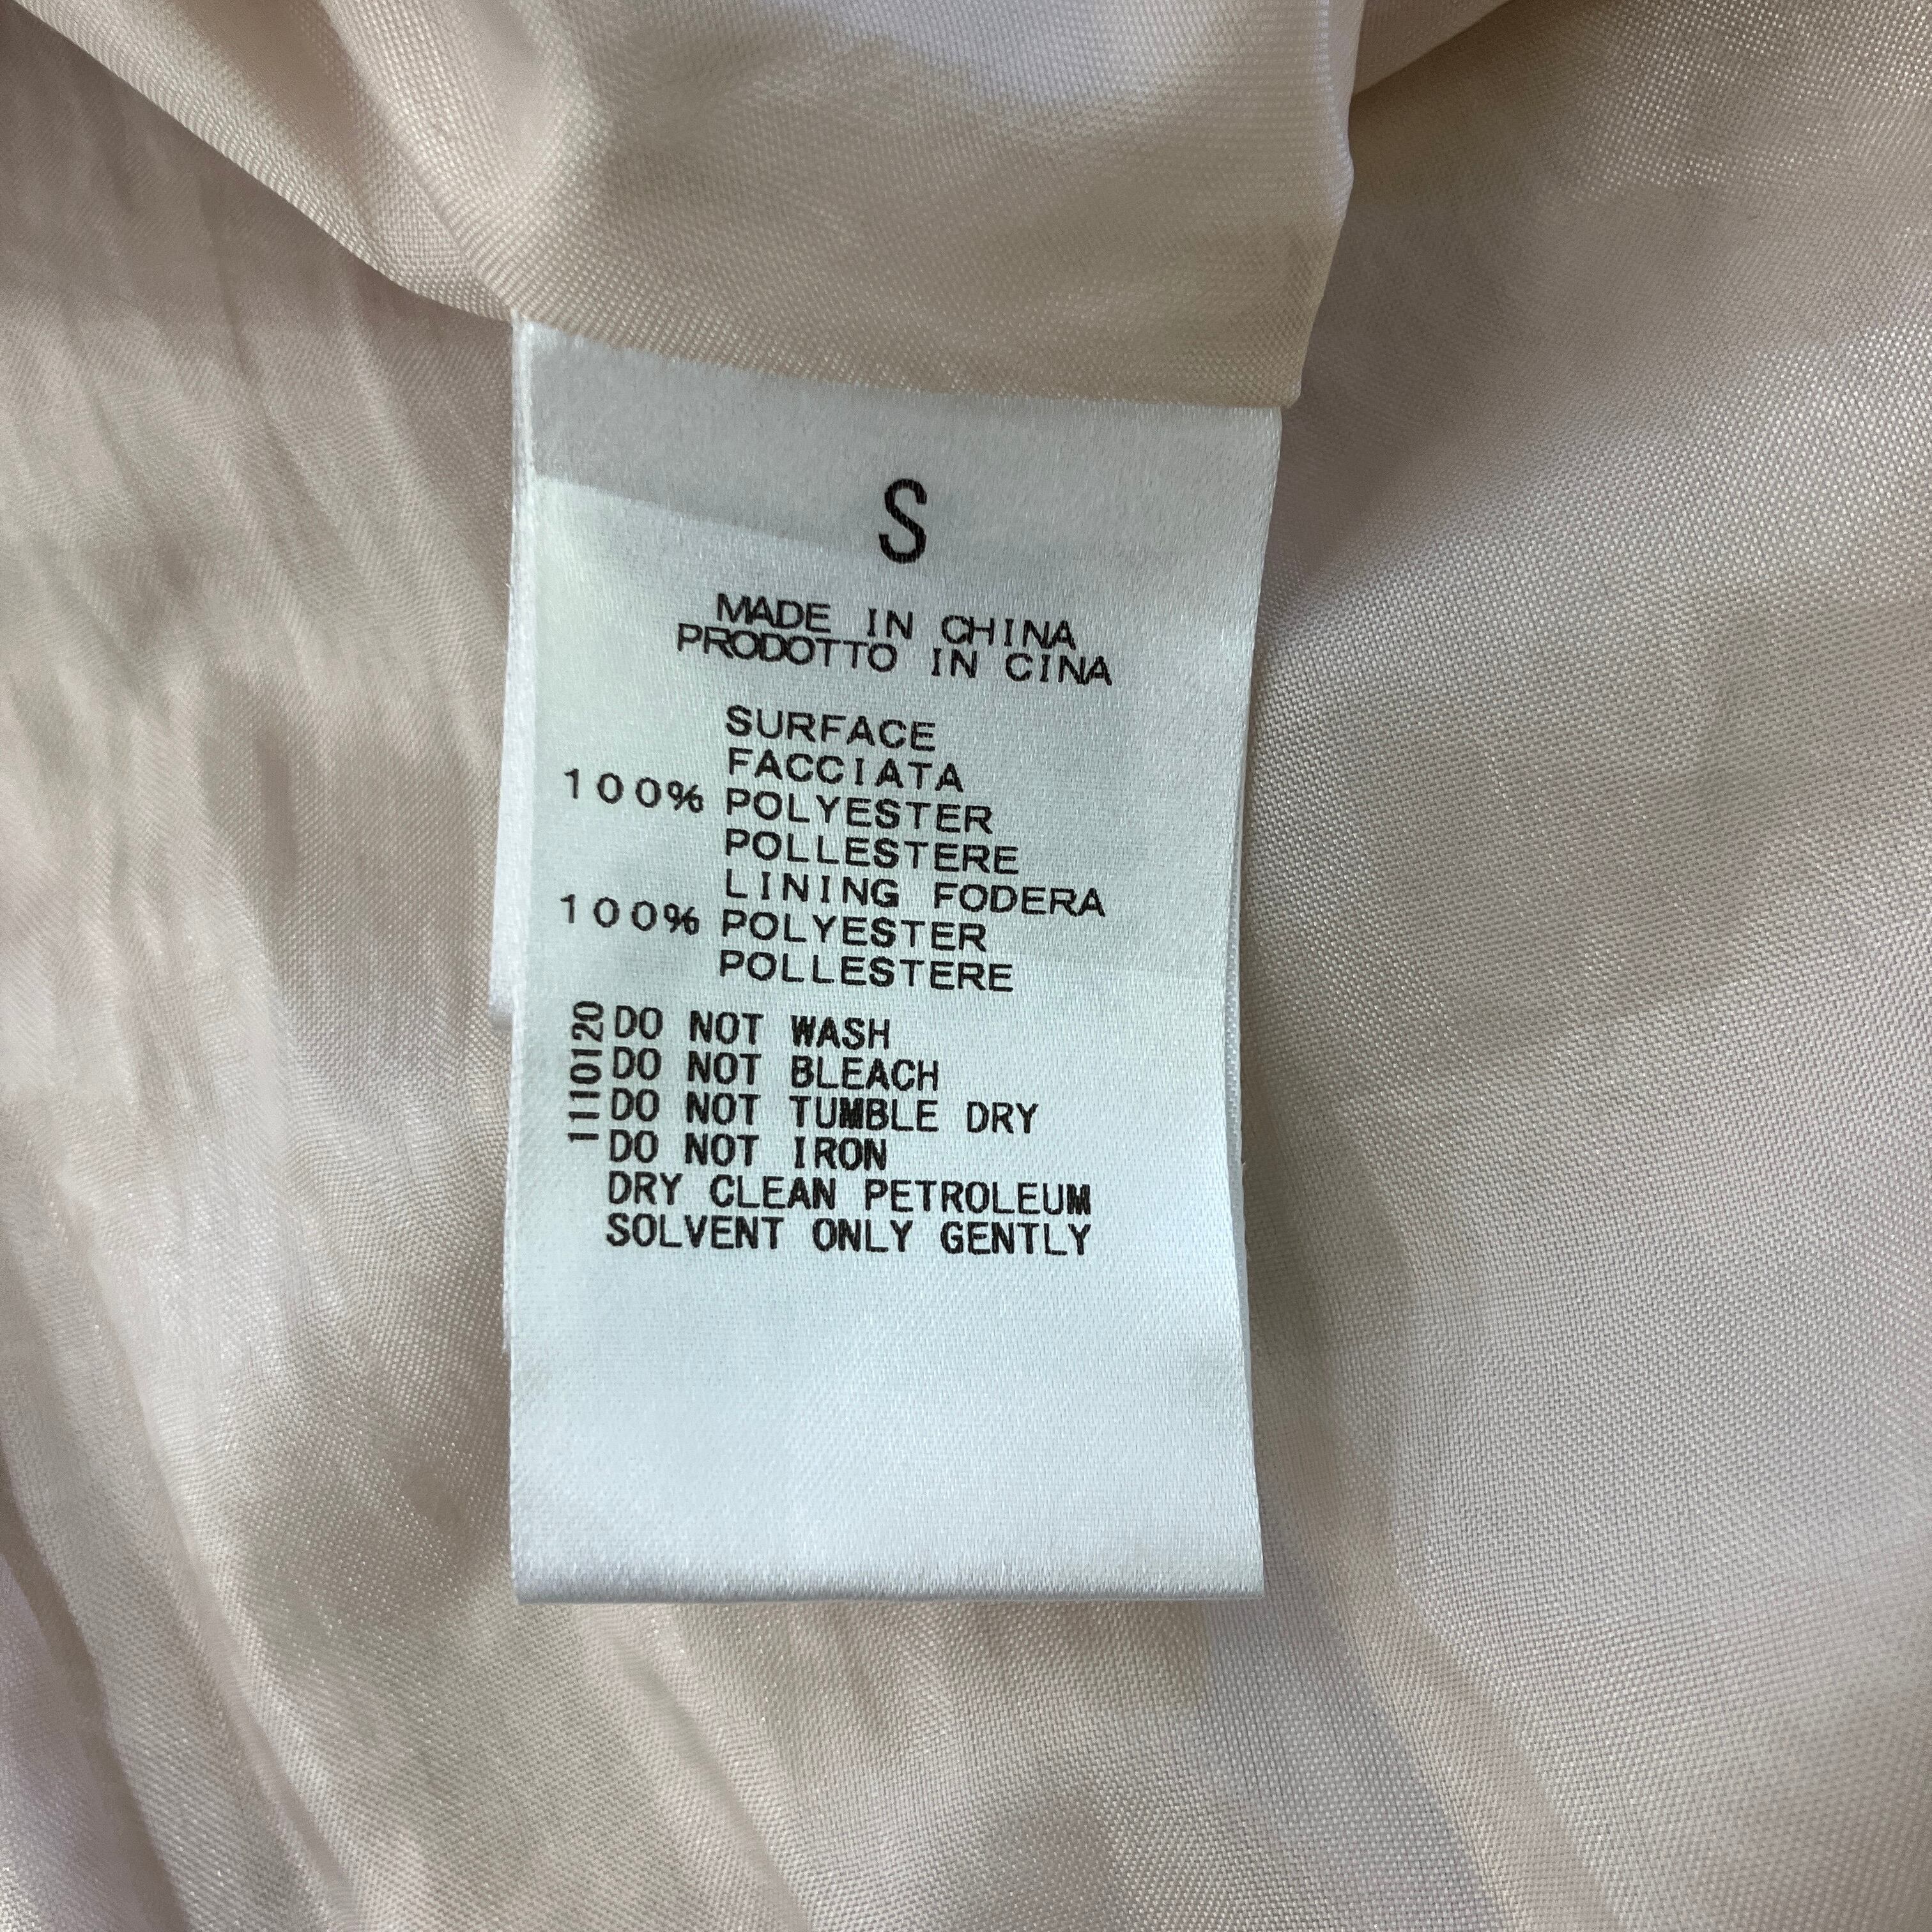 S
MADE IN CHINA
PRODOTTO IN CINA
SURFACE
FACCIATA
100% POLYESTER
POLLESTERE
LINING FODERA
100% POLYESTER
POLLESTERE
DO NOT WASH
DO NOT BLEACH
DO NOT TUMBLE DRY
DO NOT IRON
DRY CLEAN PETROLEUM
SOLVENT ONLY GENTLY
1110120